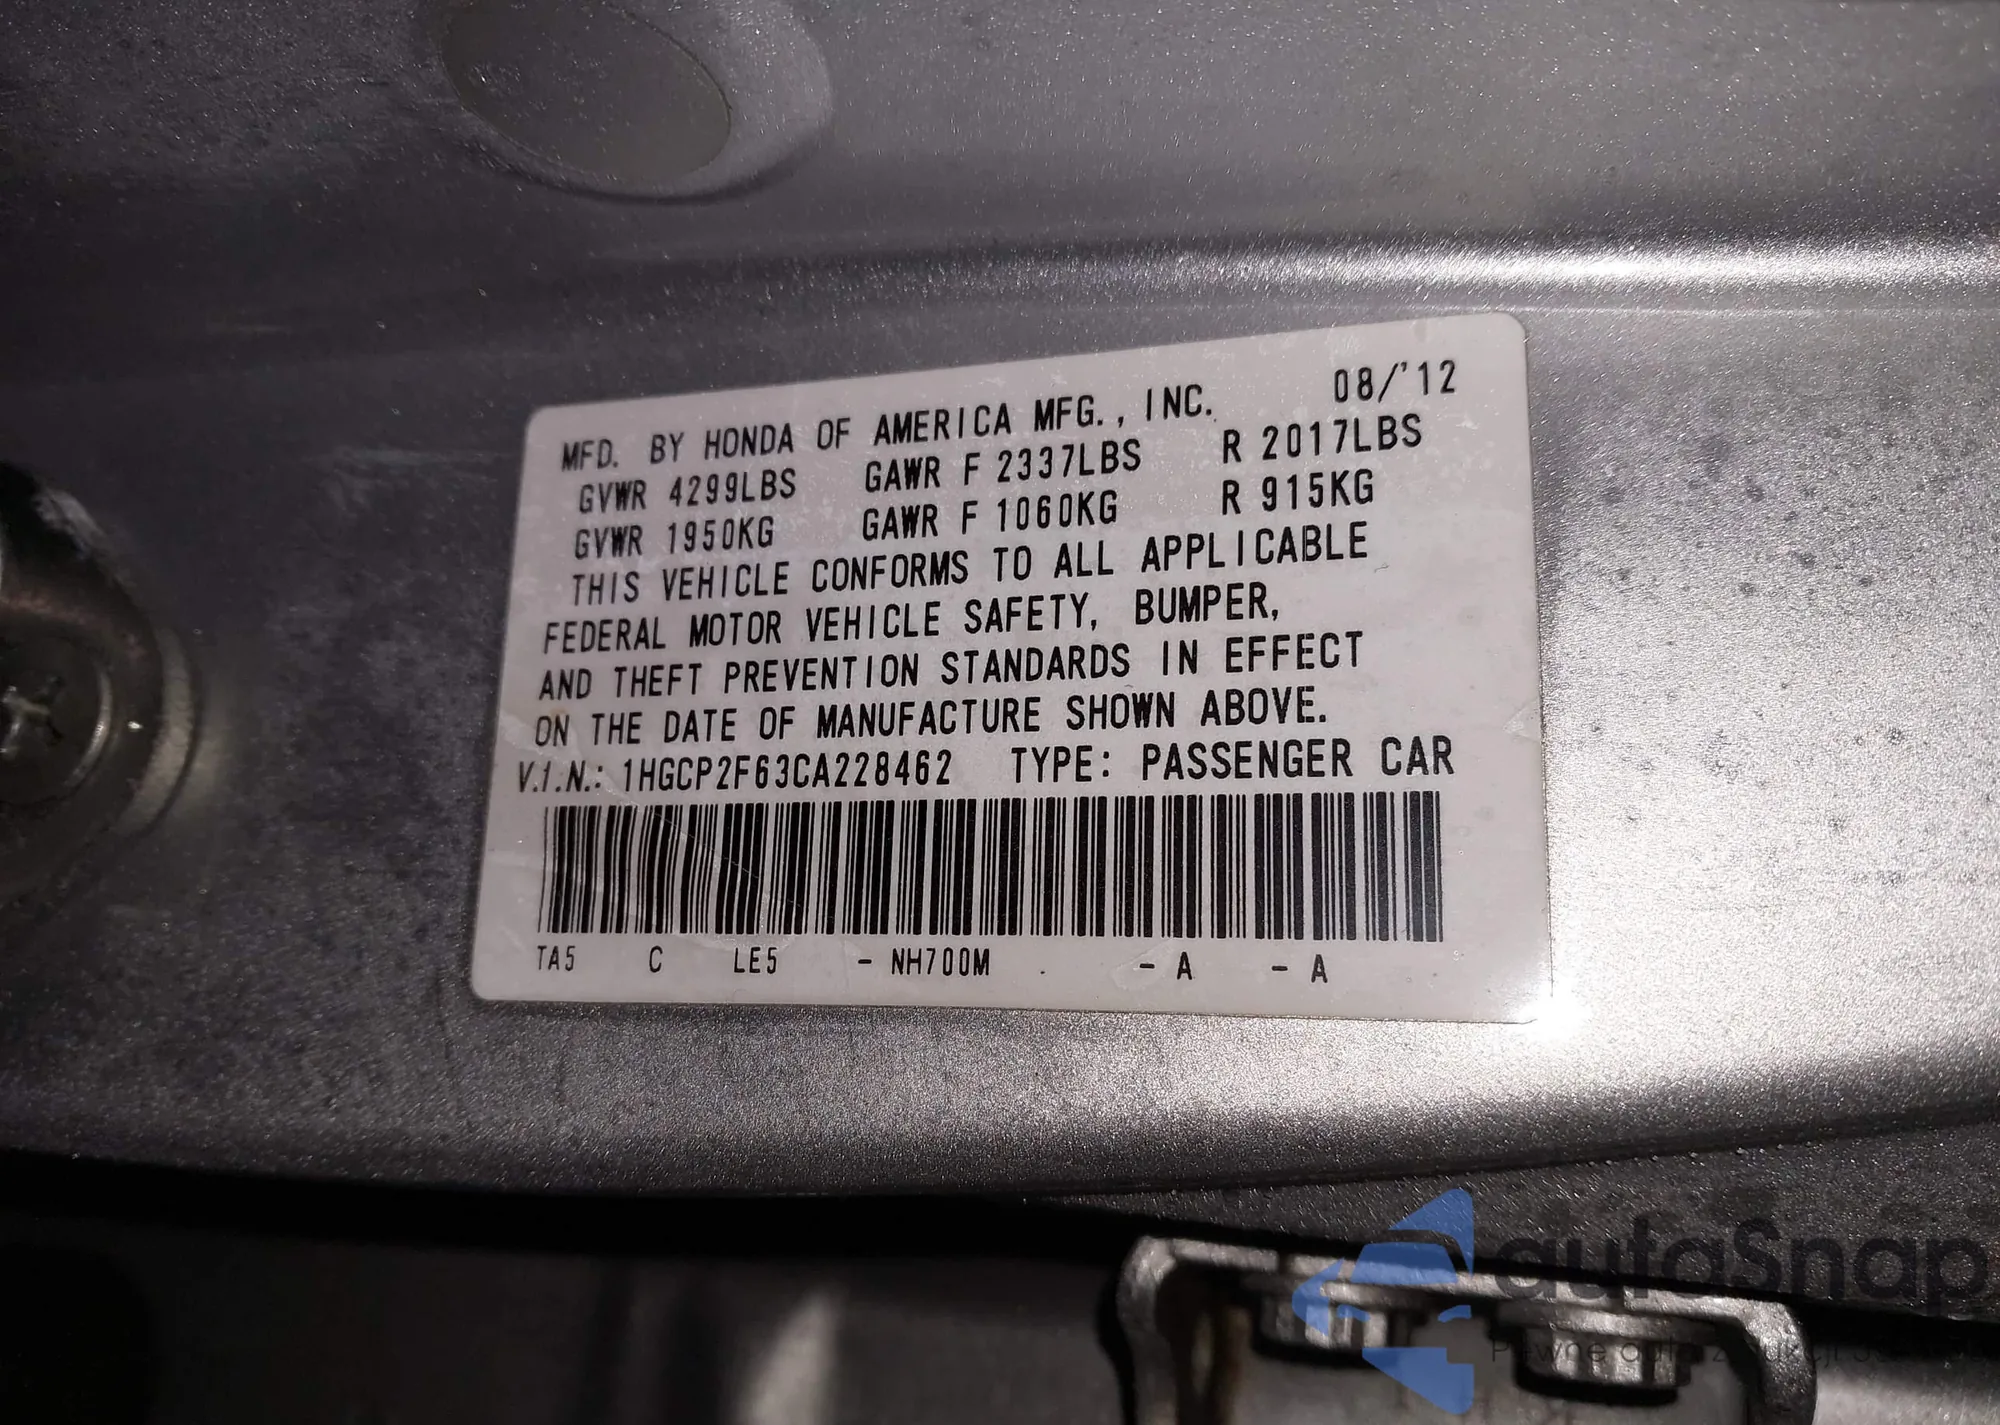 MFD. BY HONDA OF AMERICA MFG., INC. 08/'12
GVWR 4299LBS GAWR F 2337LBS R 2017LBS
GVWR 1950KG GAWR F 1060KG R 915KG
THIS VEHICLE CONFORMS TO ALL APPLICABLE
FEDERAL MOTOR VEHICLE SAFETY, BUMPER,
AND THEFT PREVENTION STANDARDS IN EFFECT
ON THE DATE OF MANUFACTURE SHOWN ABOVE.
V.I.N.: 1HGCP2F63CA228462 TYPE: PASSENGER CAR
TA5 C LE5 - NH700M . - A - A
autoSnap
Pewne auto z